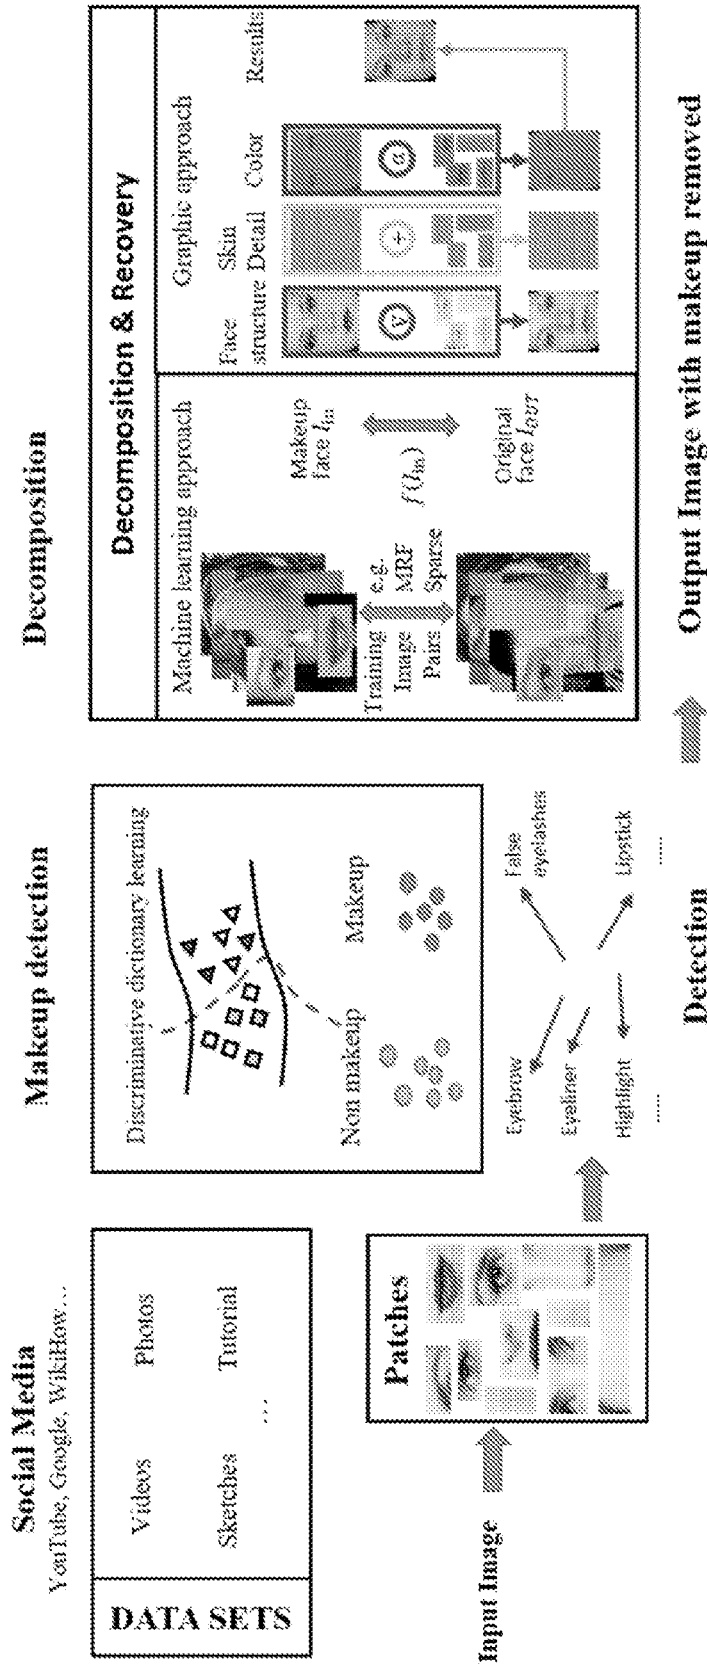 Social Media
YouTube, Google, WikiHow…
DATA SETS
Videos
Photos
Sketches
Tutorial
…
Input Image
Patches
Makeup detection
Discriminative dictionary learning
Non makeup
Makeup
Eyebrow
Eyeliner
Highlight
......
False
eyelashes
Lipstick
......
Detection
Decomposition
Decomposition & Recovery
Machine learning approach
Training
Image
Pairs
e.g.
MRF
Sparse
Makeup
face I_in
f(I_in)
Original
face I_OUT
Graphic approach
Face
structure
Skin
Detail
Color
Results
+
α
Output Image with makeup removed